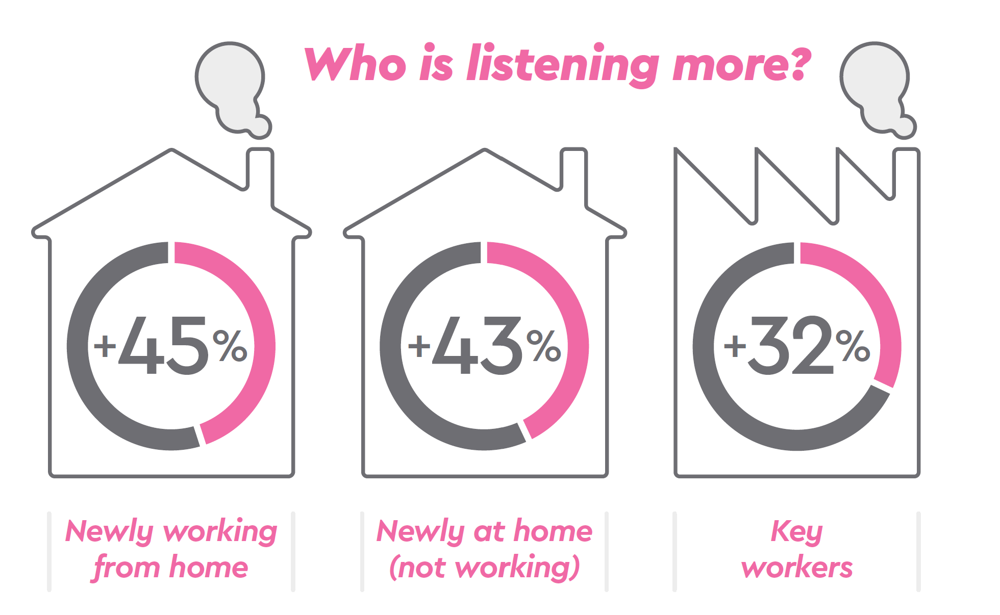 Who is listening more?
+45%
+43%
+32%
Newly working
from home
Newly at home
(not working)
Key
workers